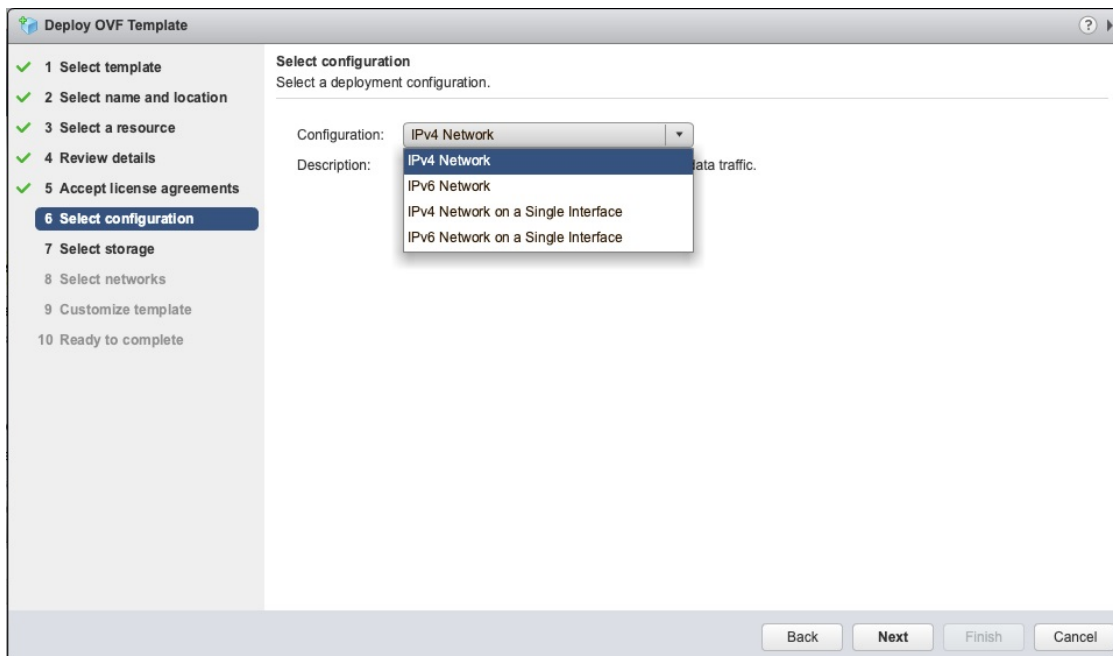 Deploy OVF Template
?
1 Select template
2 Select name and location
3 Select a resource
4 Review details
5 Accept license agreements
6 Select configuration
7 Select storage
8 Select networks
9 Customize template
10 Ready to complete
Select configuration
Select a deployment configuration.
Configuration: IPv4 Network
Description: data traffic.
IPv4 Network
IPv6 Network
IPv4 Network on a Single Interface
IPv6 Network on a Single Interface
Back Next Finish Cancel